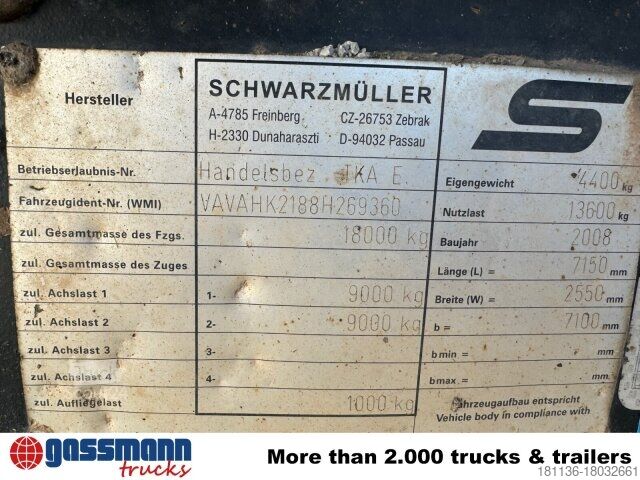 Hersteller
SCHWARZMÜLLER
A-4785 Freinberg CZ-26753 Zebrak
H-2330 Dunaharaszti D-94032 Passau
S
Betriebserlaubnis-Nr. Handelsbez. TKA E
Fahrzeugident-Nr. (WMI) VAVAHK2188H269360
zul. Gesamtmasse des Fzgs. 18000 kg
zul. Gesamtmasse des Zuges
zul. Achslast 1 1- 9000 kg
zul. Achslast 2 2- 9000 kg
zul. Achslast 3 3-
zul. Achslast 4 4-
zul. Aufliegelast 1000 kg
Eigengewicht 4400 kg
Nutzlast 13600 kg
Baujahr 2008
Länge (L) = 7150 mm
Breite (W) = 2550 mm
b = 7100 mm
b min = mm
b max = mm
Fahrzeugaufbau entspricht
Vehicle body in compliance with
gassmann
trucks
More than 2.000 trucks & trailers
181136-18032661